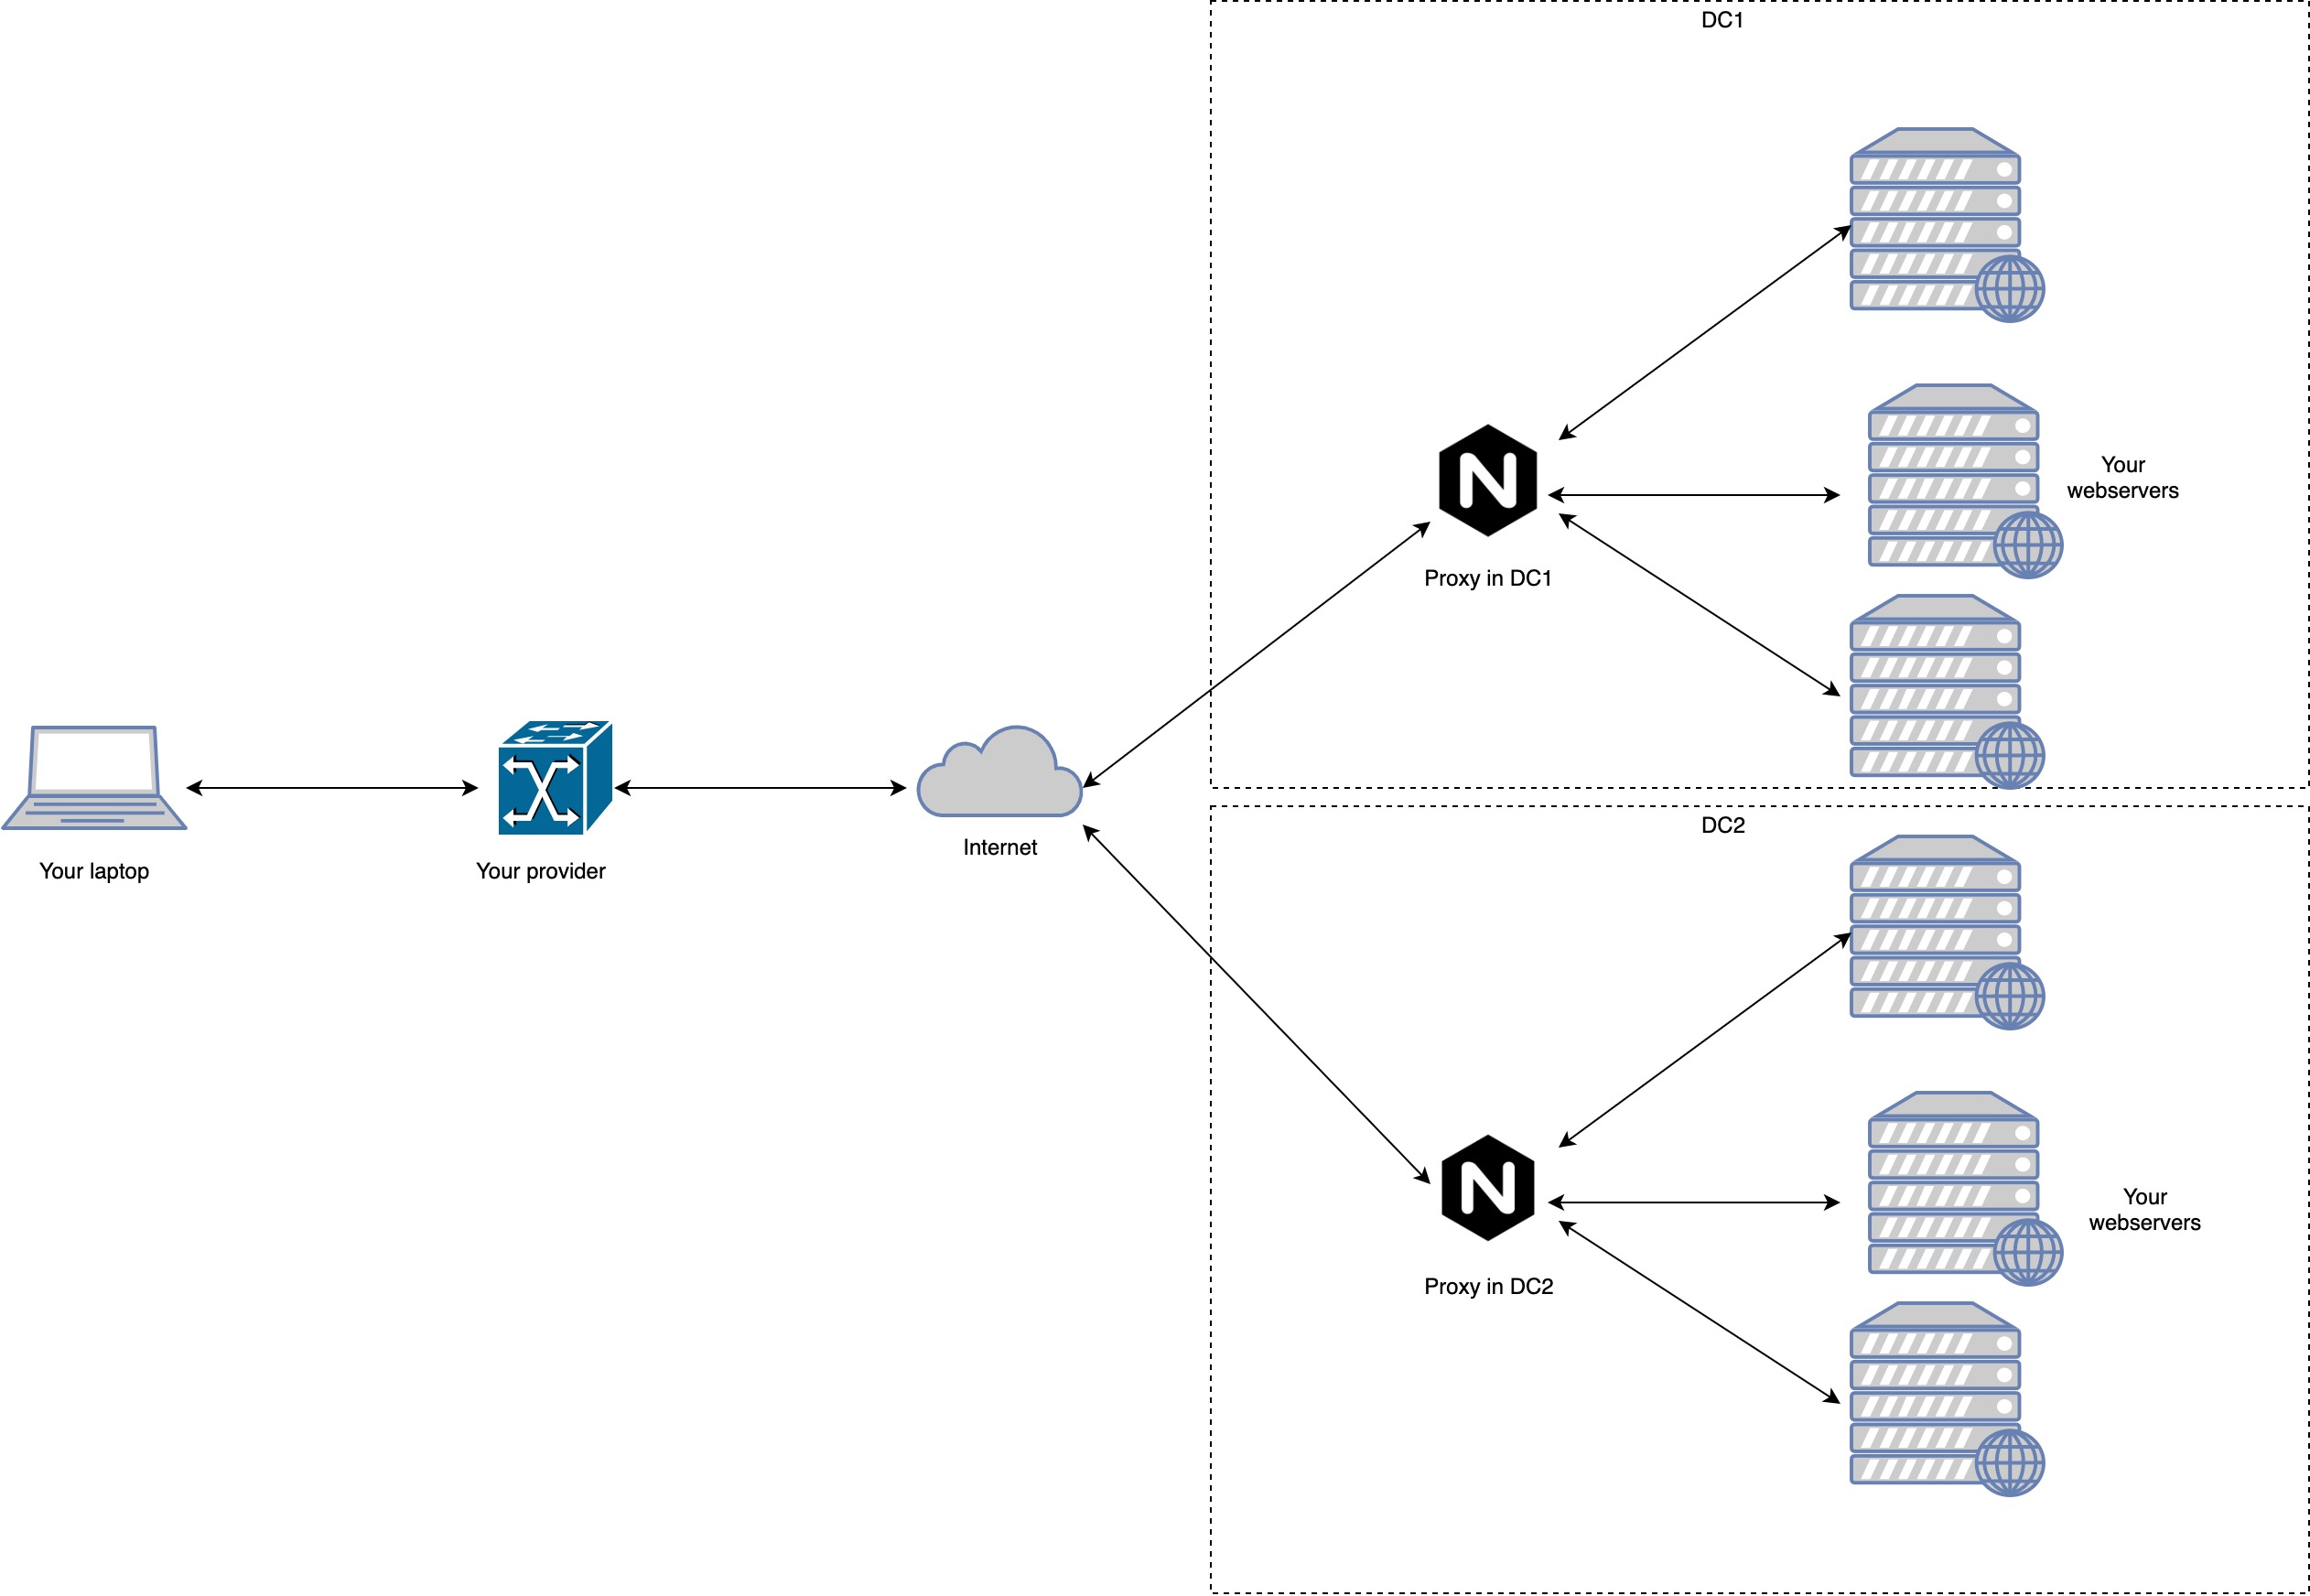 DC1
Your
webservers
Proxy in DC1
Your laptop
Your provider
Internet
DC2
Your
webservers
Proxy in DC2